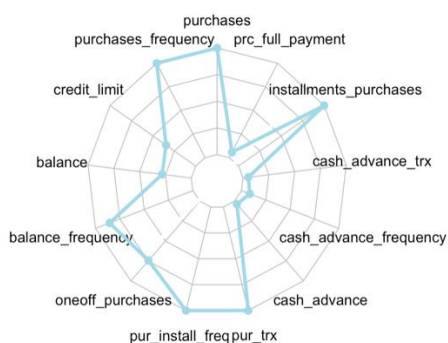 purchases
purchases_frequency
prc_full_payment
credit_limit
installments_purchases
balance
cash_advance_trx
balance_frequency
cash_advance_frequency
oneoff_purchases
cash_advance
pur_install_freq
pur_trx